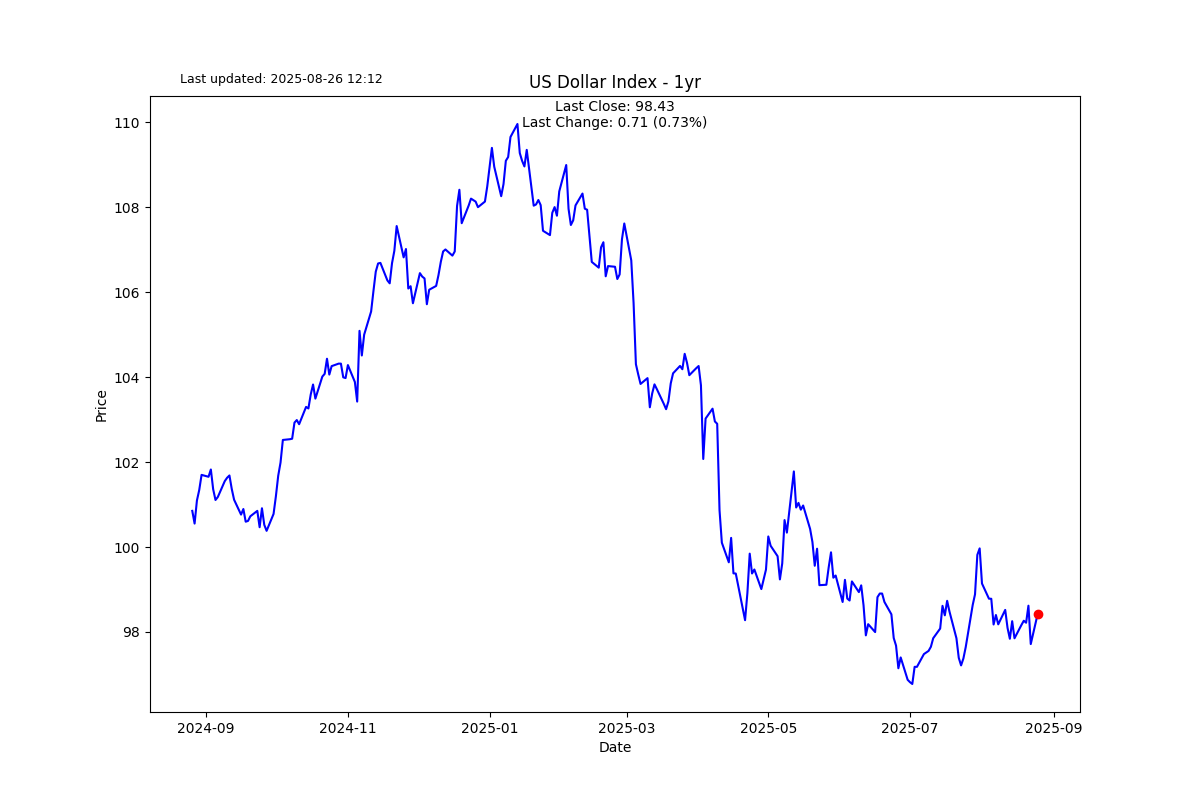 Last updated: 2025-08-26 12:12
US Dollar Index - 1yr
Last Close: 98.43
Last Change: 0.71 (0.73%)
110
108
106
104
102
100
98
Price
2024-09
2024-11
2025-01
2025-03
2025-05
2025-07
2025-09
Date